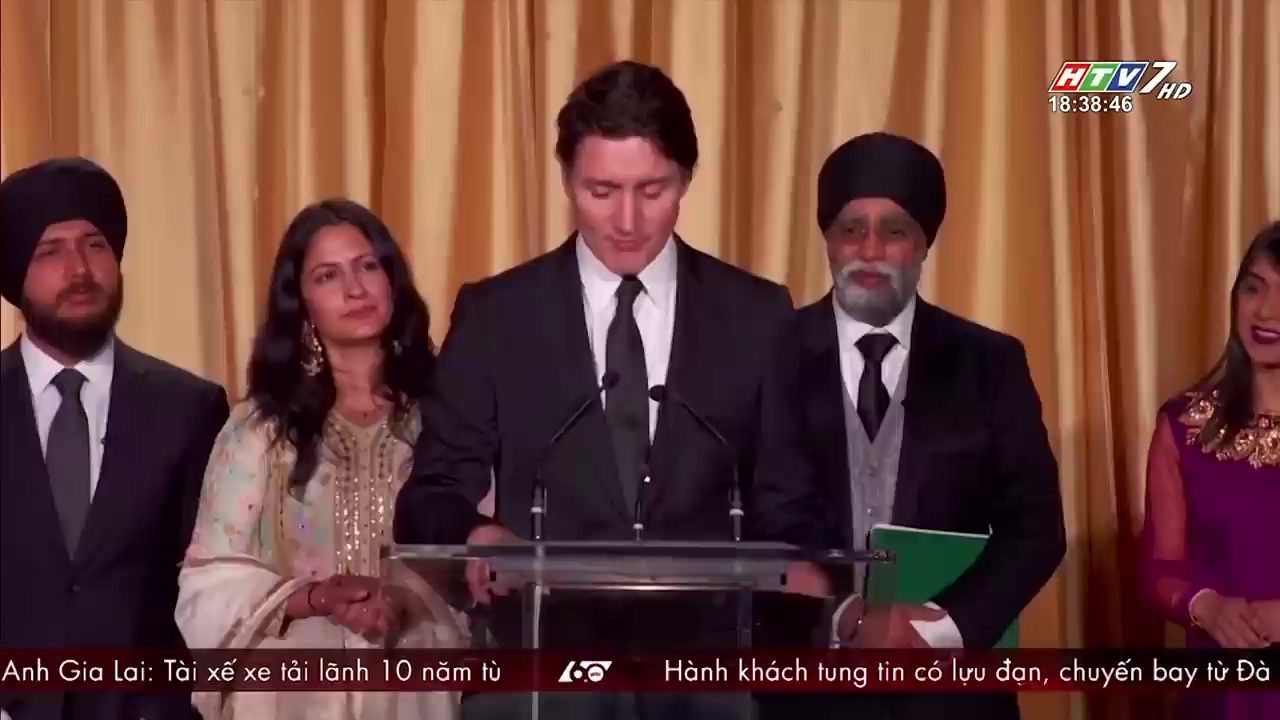 HTV7 HD
18:38:46
Anh Gia Lai: Tài xế xe tải lãnh 10 năm tù 60 Hành khách tung tin có lựu đạn, chuyến bay từ Đà